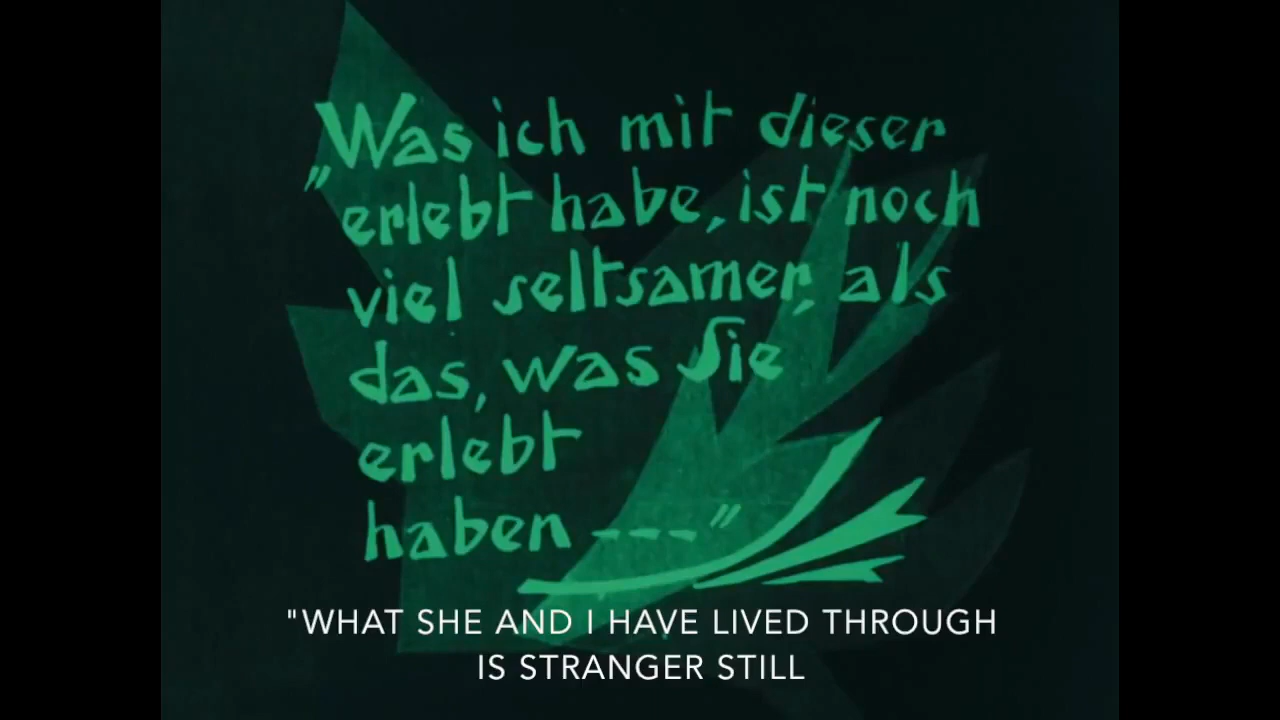 „Was ich mit dieser
erlebt habe, ist noch
viel seltsamer, als
das, was Sie
erlebt
haben ---"
"WHAT SHE AND I HAVE LIVED THROUGH
IS STRANGER STILL